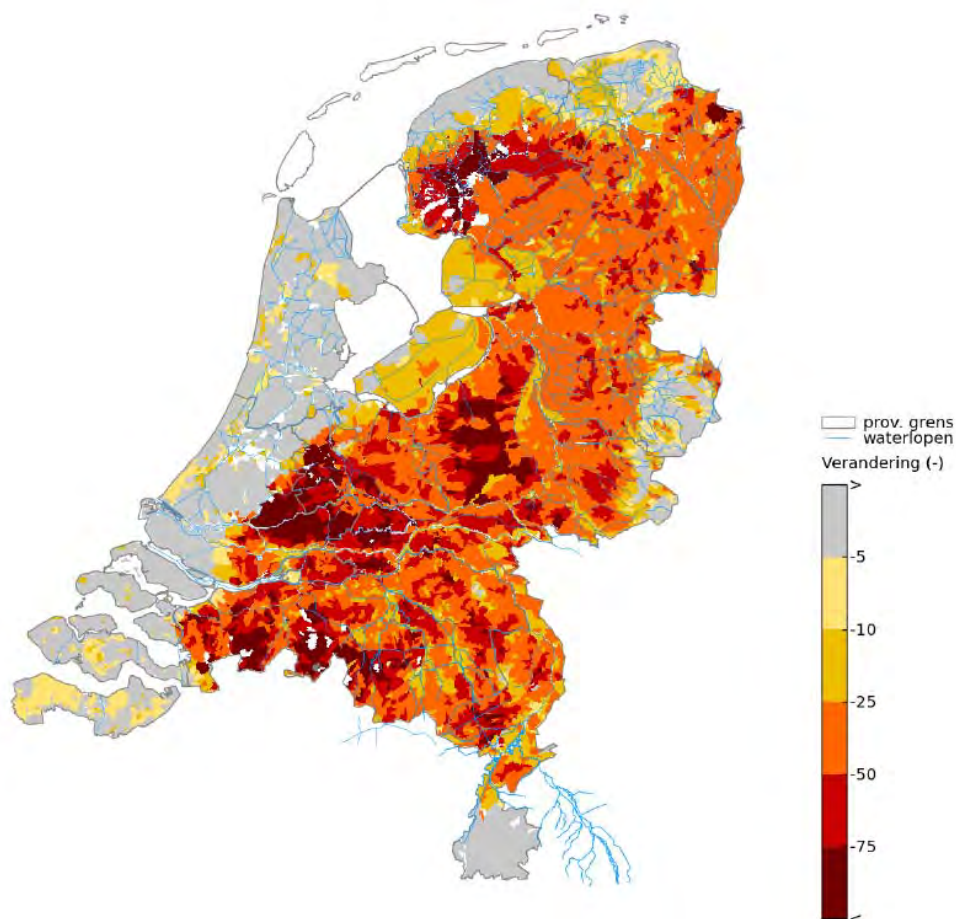 prov. grens
waterlopen
Verandering (-)
>
-5
-10
-25
-50
-75
<